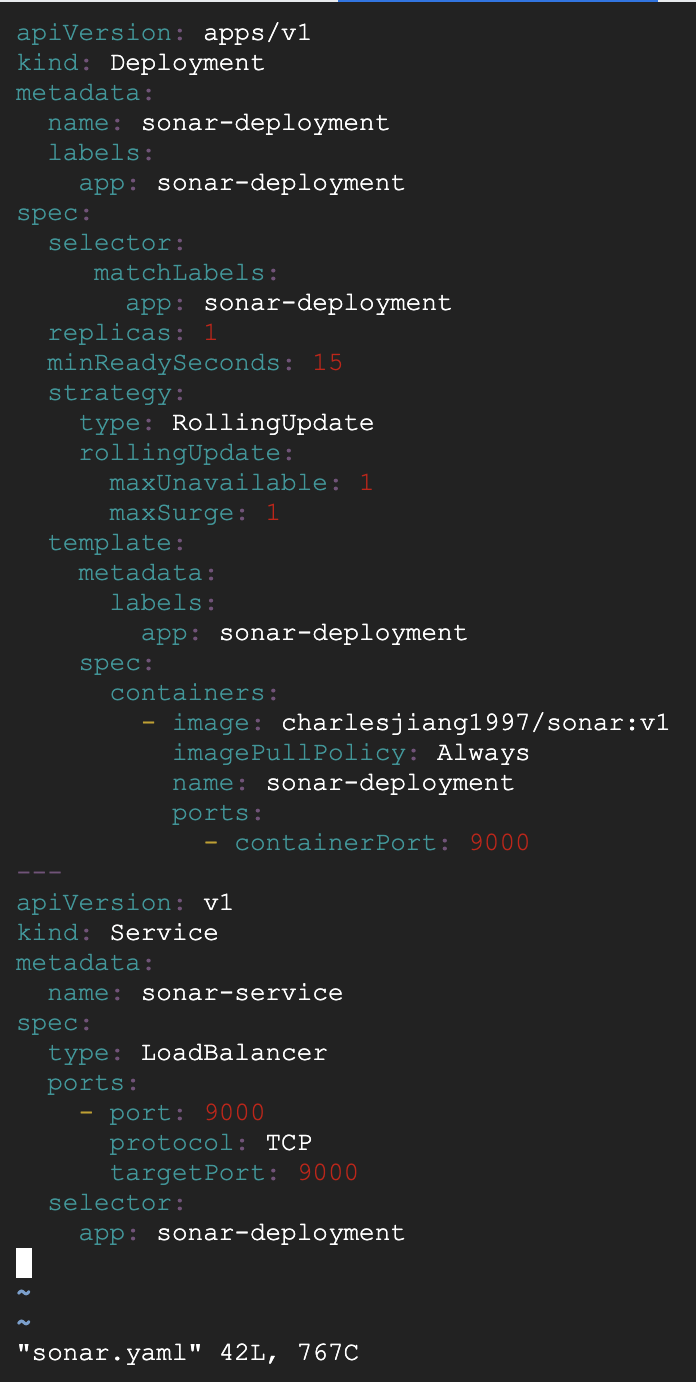 apiVersion: apps/v1
kind: Deployment
metadata:
  name: sonar-deployment
  labels:
    app: sonar-deployment
spec:
  selector:
     matchLabels:
       app: sonar-deployment
  replicas: 1
  minReadySeconds: 15
  strategy:
    type: RollingUpdate
    rollingUpdate:
      maxUnavailable: 1
      maxSurge: 1
  template:
    metadata:
      labels:
        app: sonar-deployment
    spec:
      containers:
        - image: charlesjiang1997/sonar:v1
          imagePullPolicy: Always
          name: sonar-deployment
          ports:
            - containerPort: 9000
---
apiVersion: v1
kind: Service
metadata:
  name: sonar-service
spec:
  type: LoadBalancer
  ports:
    - port: 9000
      protocol: TCP
      targetPort: 9000
  selector:
    app: sonar-deployment
~
~
"sonar.yaml" 42L, 767C